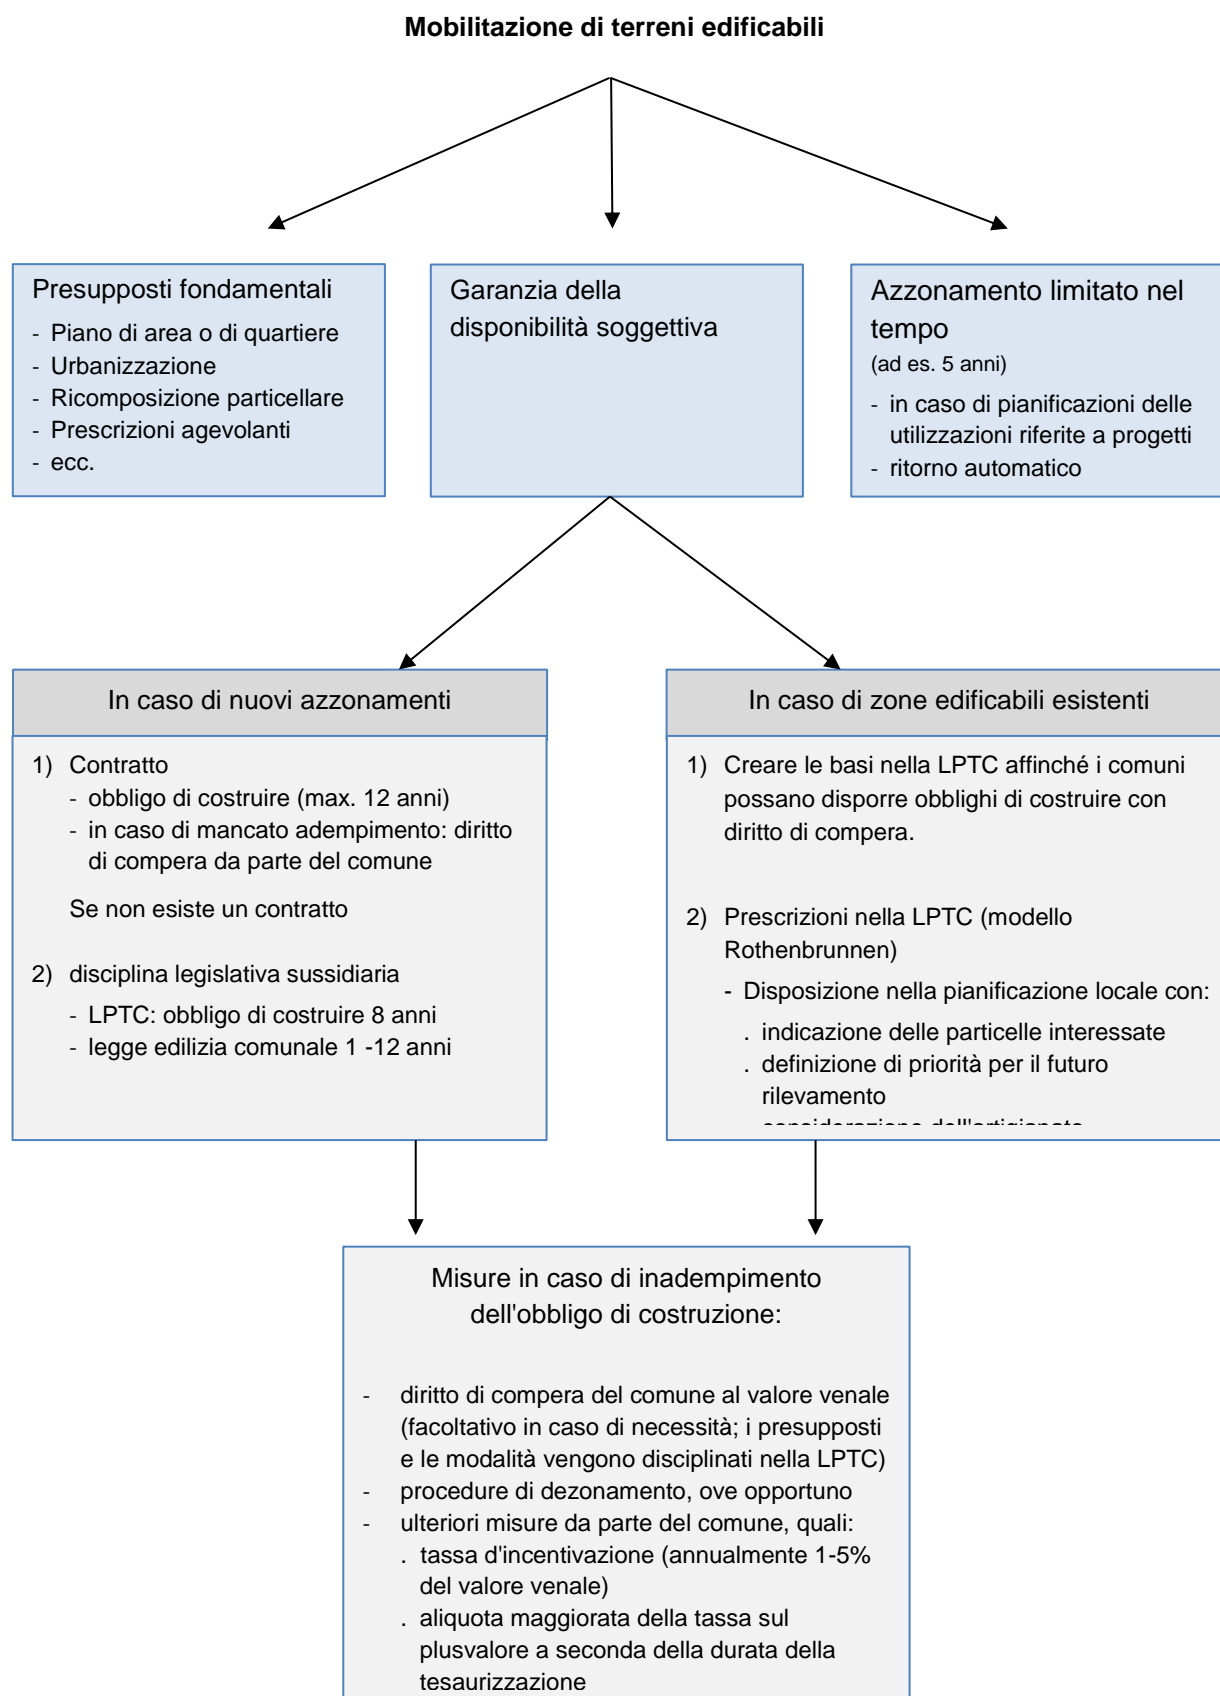 Mobilitazione di terreni edificabili
Presupposti fondamentali
- Piano di area o di quartiere
- Urbanizzazione
- Ricomposizione particellare
- Prescrizioni agevolanti
- ecc.
Garanzia della
disponibilità soggettiva
Azzonamento limitato nel
tempo
(ad es. 5 anni)
- in caso di pianificazioni delle
utilizzazioni riferite a progetti
- ritorno automatico
In caso di nuovi azzonamenti
1) Contratto
- obbligo di costruire (max. 12 anni)
- in caso di mancato adempimento: diritto
di compera da parte del comune
Se non esiste un contratto
2) disciplina legislativa sussidiaria
- LPTC: obbligo di costruire 8 anni
- legge edilizia comunale 1 -12 anni
In caso di zone edificabili esistenti
1) Creare le basi nella LPTC affinché i comuni
possano disporre obblighi di costruire con
diritto di compera.
2) Prescrizioni nella LPTC (modello
Rothenbrunnen)
- Disposizione nella pianificazione locale con:
. indicazione delle particelle interessate
. definizione di priorità per il futuro
rilevamento
considerazione dell'artigianato
Misure in caso di inadempimento
dell'obbligo di costruzione:
- diritto di compera del comune al valore venale
(facoltativo in caso di necessità; i presupposti
e le modalità vengono disciplinati nella LPTC)
- procedure di dezonamento, ove opportuno
- ulteriori misure da parte del comune, quali:
. tassa d'incentivazione (annualmente 1-5%
del valore venale)
. aliquota maggiorata della tassa sul
plusvalore a seconda della durata della
tesaurizzazione